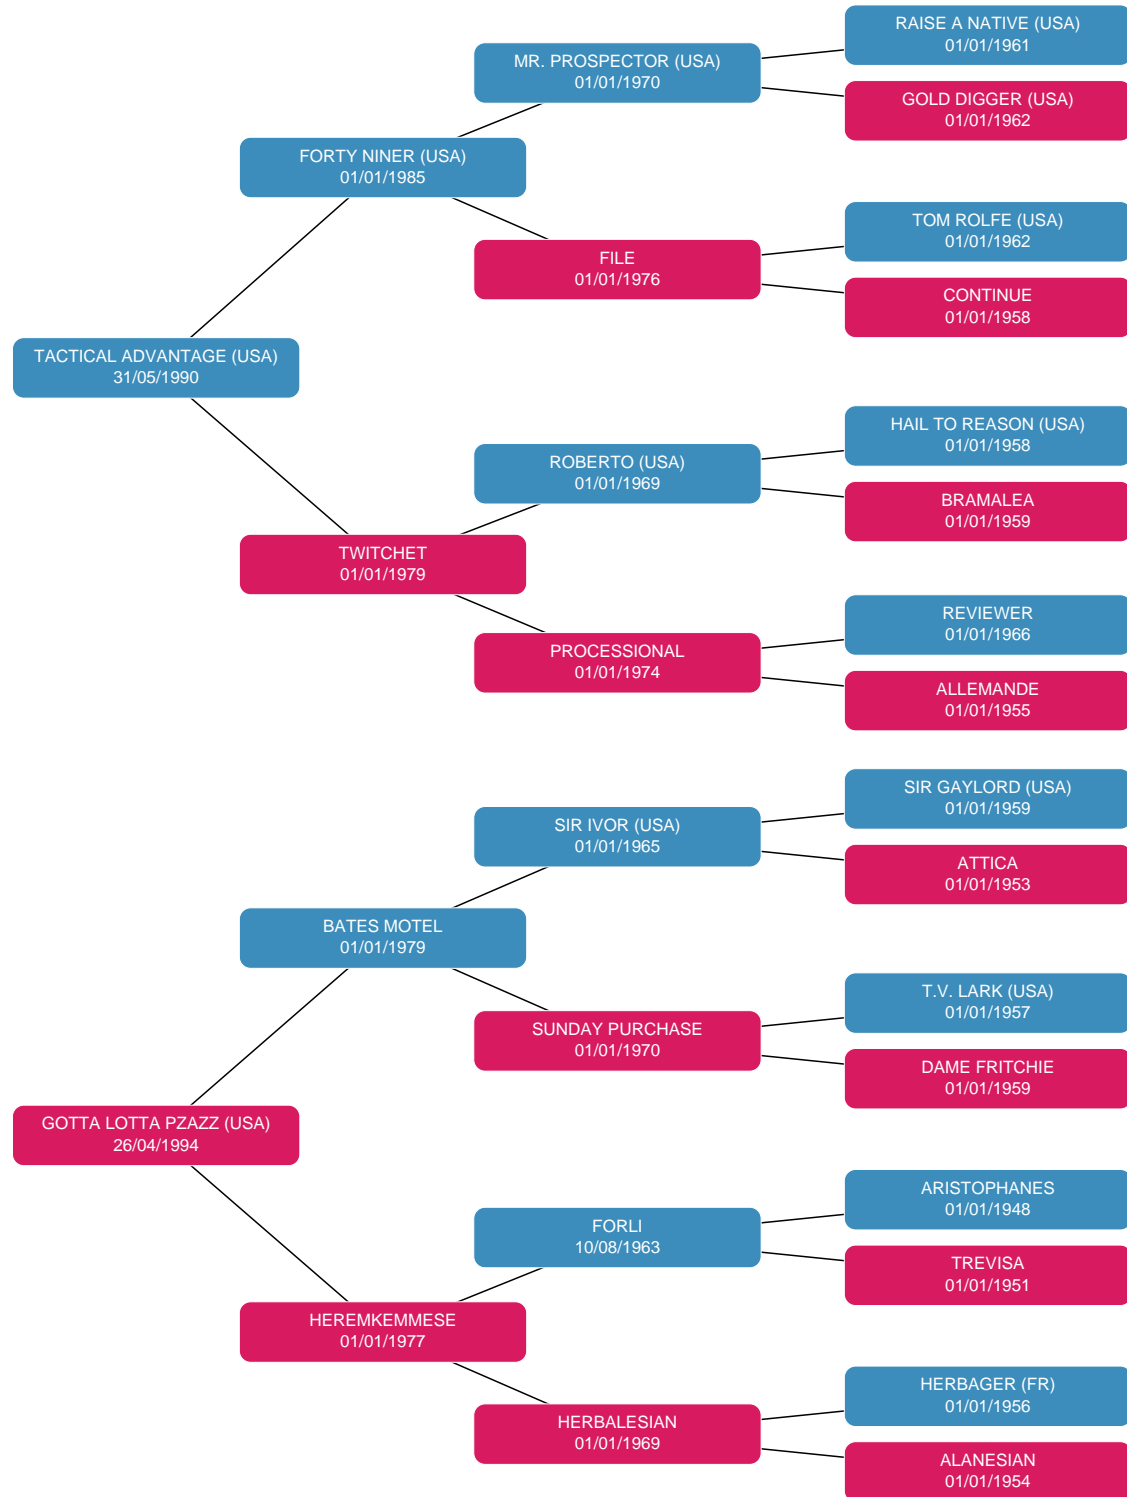 RAISE A NATIVE (USA)
01/01/1961
MR. PROSPECTOR (USA)
01/01/1970
GOLD DIGGER (USA)
01/01/1962
FORTY NINER (USA)
01/01/1985
TOM ROLFE (USA)
01/01/1962
FILE
01/01/1976
CONTINUE
01/01/1958
TACTICAL ADVANTAGE (USA)
31/05/1990
HAIL TO REASON (USA)
01/01/1958
ROBERTO (USA)
01/01/1969
BRAMALEA
01/01/1959
TWITCHET
01/01/1979
REVIEWER
01/01/1966
PROCESSIONAL
01/01/1974
ALLEMANDE
01/01/1955
SIR GAYLORD (USA)
01/01/1959
SIR IVOR (USA)
01/01/1965
ATTICA
01/01/1953
BATES MOTEL
01/01/1979
T.V. LARK (USA)
01/01/1957
SUNDAY PURCHASE
01/01/1970
DAME FRITCHIE
01/01/1959
GOTTA LOTTA PZAZZ (USA)
26/04/1994
ARISTOPHANES
01/01/1948
FORLI
10/08/1963
TREVISA
01/01/1951
HEREMKEMMESE
01/01/1977
HERBAGER (FR)
01/01/1956
HERBALESIAN
01/01/1969
ALANESIAN
01/01/1954